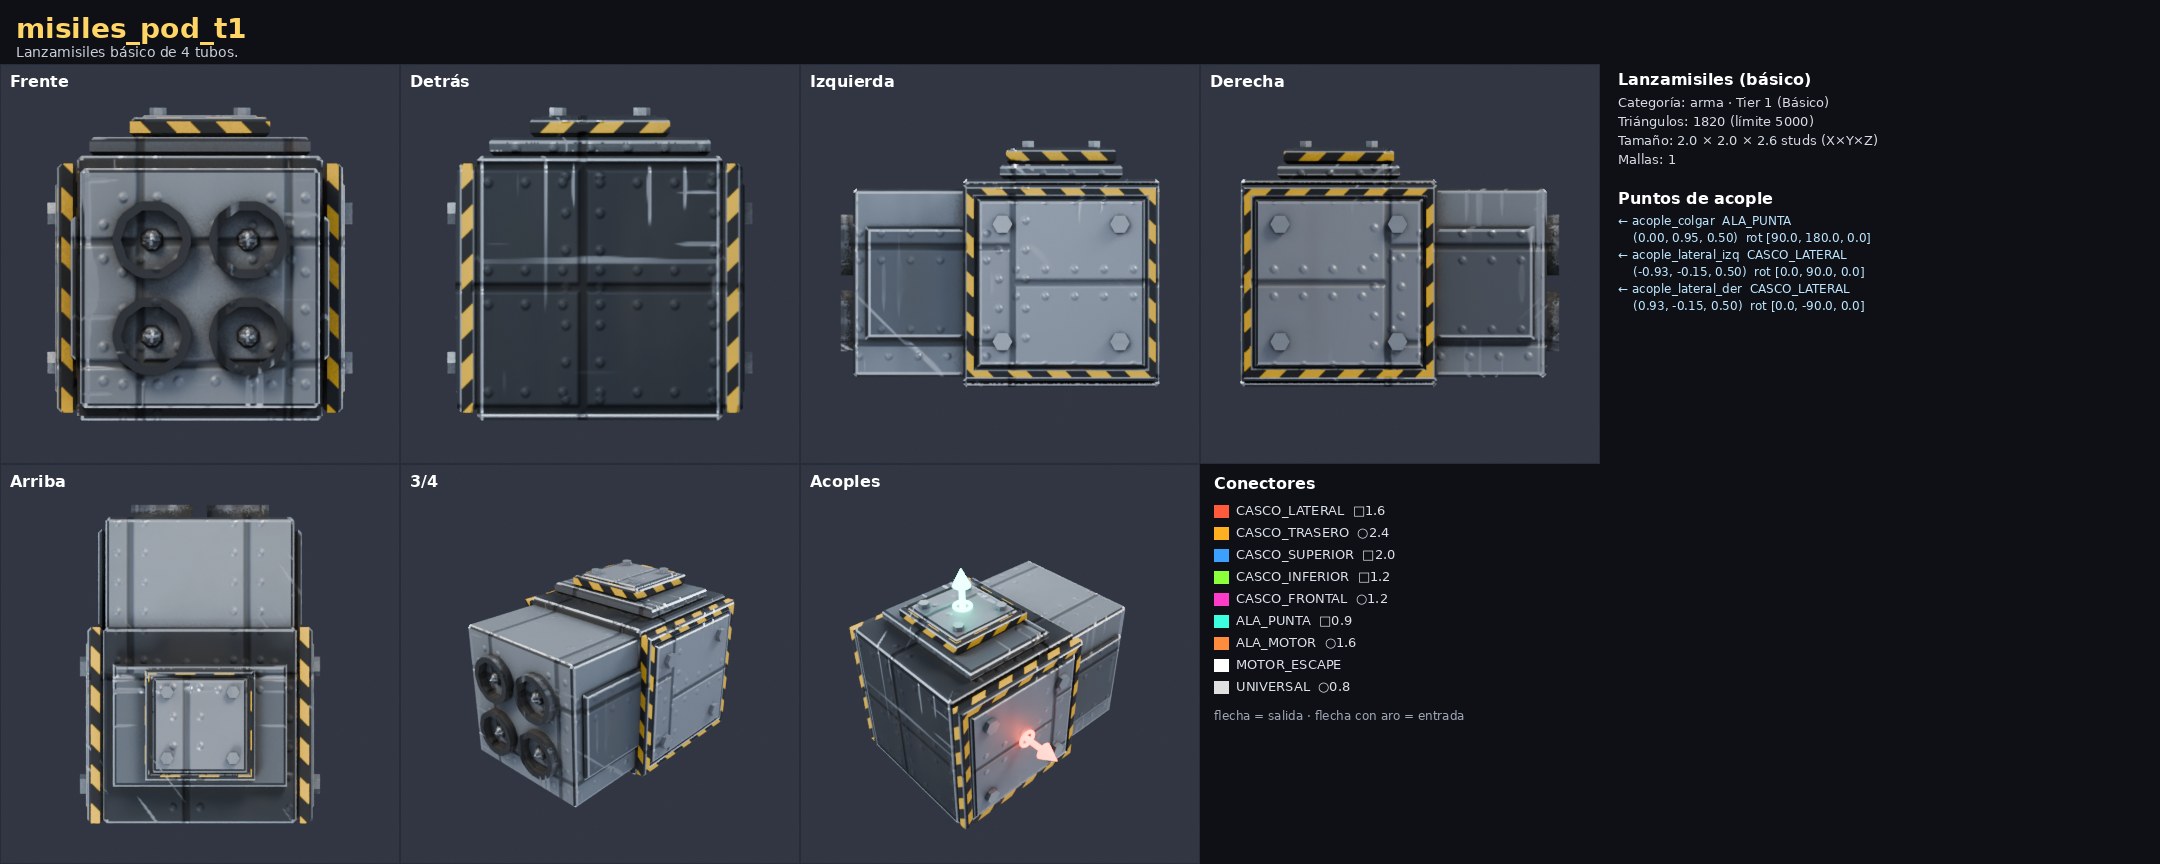 misiles_pod_t1
Lanzamisiles básico de 4 tubos.
Frente
Detrás
Izquierda
Derecha
Lanzamisiles (básico)
Categoría: arma · Tier 1 (Básico)
Triángulos: 1820 (límite 5000)
Tamaño: 2.0 × 2.0 × 2.6 studs (X×Y×Z)
Mallas: 1
Puntos de acople
← acople_colgar ALA_PUNTA
(0.00, 0.95, 0.50) rot [90.0, 180.0, 0.0]
← acople_lateral_izq CASCO_LATERAL
(-0.93, -0.15, 0.50) rot [0.0, 90.0, 0.0]
← acople_lateral_der CASCO_LATERAL
(0.93, -0.15, 0.50) rot [0.0, -90.0, 0.0]
Arriba
3/4
Acoples
Conectores
CASCO_LATERAL □1.6
CASCO_TRASERO ○2.4
CASCO_SUPERIOR □2.0
CASCO_INFERIOR □1.2
CASCO_FRONTAL ○1.2
ALA_PUNTA □0.9
ALA_MOTOR ○1.6
MOTOR_ESCAPE
UNIVERSAL ○0.8
flecha = salida · flecha con aro = entrada